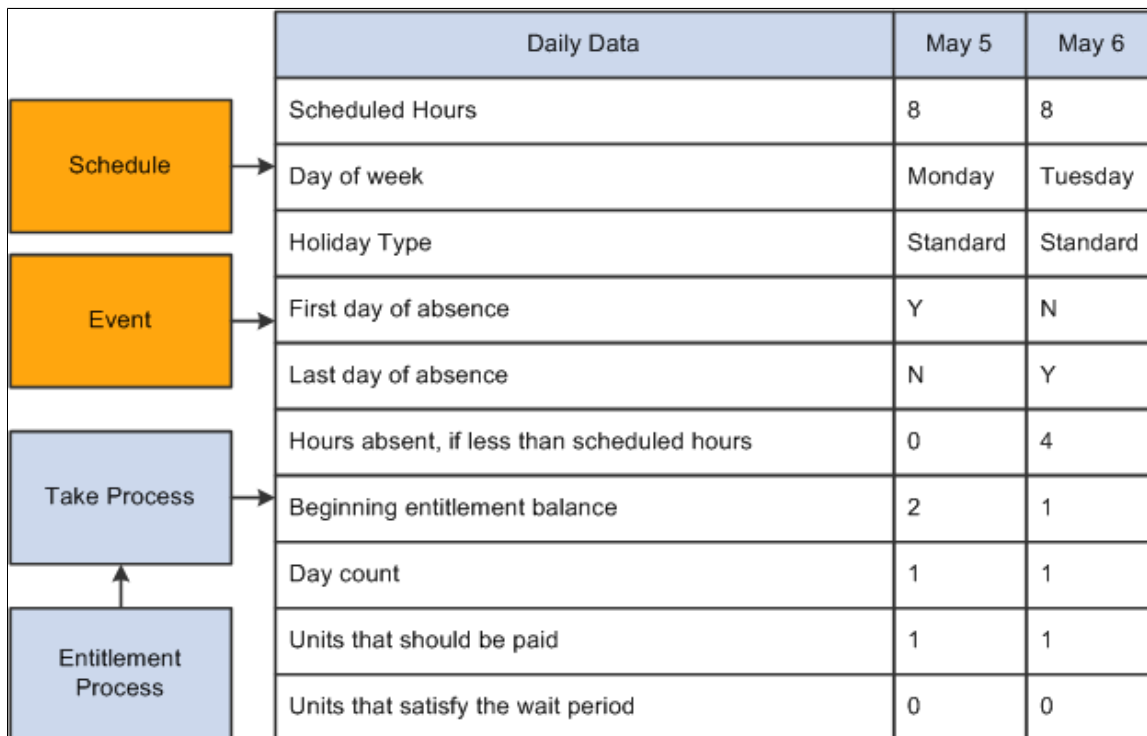 Daily Data May 5 May 6
Scheduled Hours 8 8
Schedule
Day of week Monday Tuesday
Holiday Type Standard Standard
Event
First day of absence Y N
Last day of absence N Y
Hours absent, if less than scheduled hours 0 4
Take Process
Beginning entitlement balance 2 1
Day count 1 1
Entitlement
Process
Units that should be paid 1 1
Units that satisfy the wait period 0 0